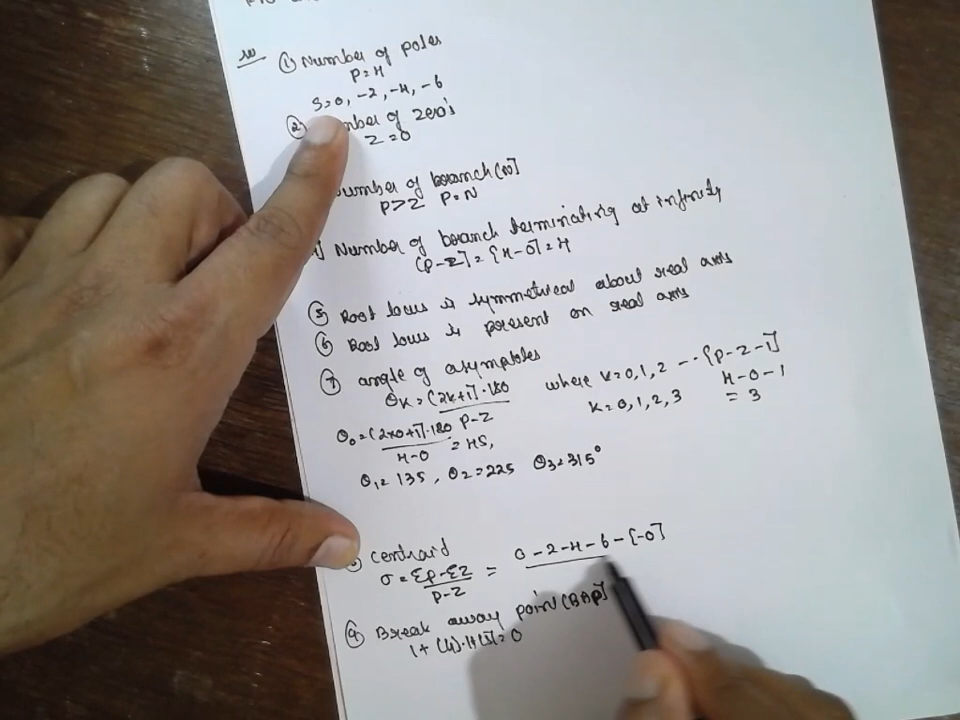 ① Number of poles
P=4
S=0, -2, -4, -6
② mber of zero's
Z=0
umber of branch [N]
P>Z P=N
4] Number of branch terminating at infinity
[P-Z] = [4-0] = 4
⑤ Root locus is symmetrical about real axis
⑥ Root locus is present on real axis
⑦ angle of asymptotes
θK = (2K+1]·180 / P-Z where K=0,1,2 --·[P-Z-1]
K=0,1,2,3 4-0-1 = 3
θ0 = (2x0+1]·180 / 4-0 = 45,
θ1= 135, θ2=225 θ3=315°
centroid
σ = Σp-Σz / P-Z = 0-2-4-6-[-0]
⑨ Break away point [BAP]
1+ G(s)·H(s)=0